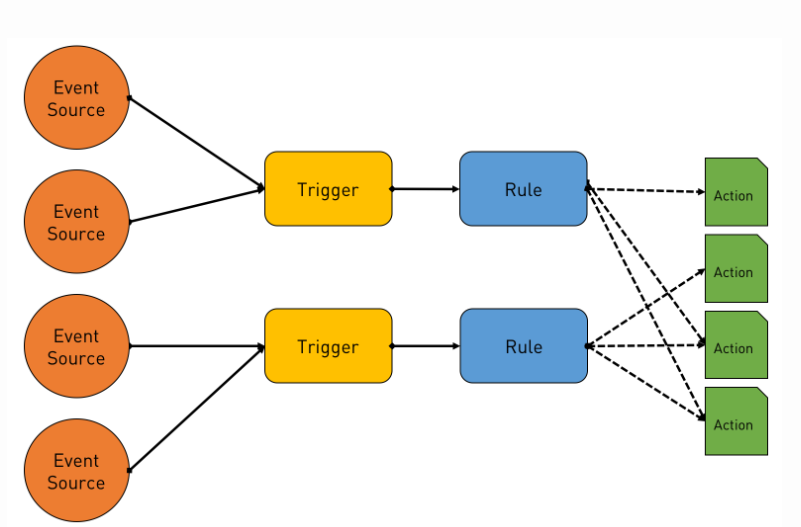 Event
Source
Event
Source
Trigger
Rule
Action
Action
Event
Source
Trigger
Rule
Action
Event
Source
Action